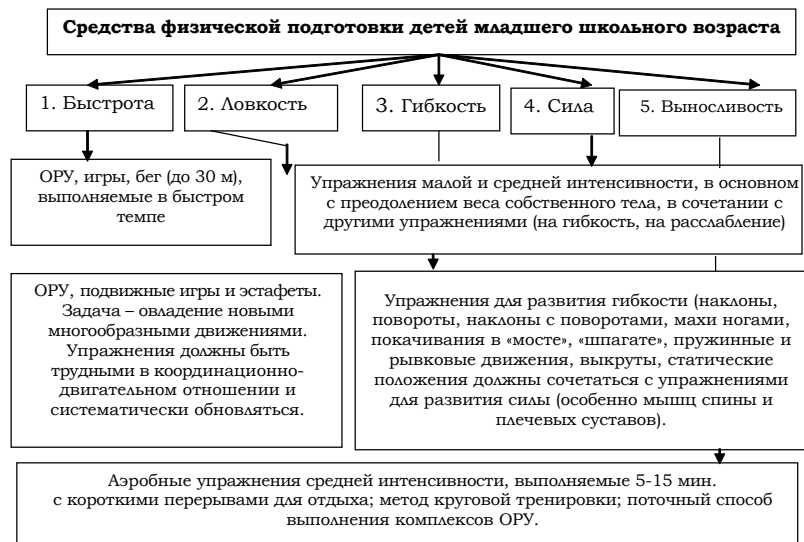 Средства физической подготовки детей младшего школьного возраста
1. Быстрота
2. Ловкость
3. Гибкость
4. Сила
5. Выносливость
ОРУ, игры, бег (до 30 м),
выполняемые в быстром
темпе
Упражнения малой и средней интенсивности, в основном
с преодолением веса собственного тела, в сочетании с
другими упражнениями (на гибкость, на расслабление)
ОРУ, подвижные игры и эстафеты.
Задача – овладение новыми
многообразными движениями.
Упражнения должны быть
трудными в координационно-
двигательном отношении и
систематически обновляться.
Упражнения для развития гибкости (наклоны,
повороты, наклоны с поворотами, махи ногами,
покачивания в «мосте», «шпагате», пружинные и
рывковые движения, выкруты, статические
положения должны сочетаться с упражнениями
для развития силы (особенно мышц спины и
плечевых суставов).
Аэробные упражнения средней интенсивности, выполняемые 5-15 мин.
с короткими перерывами для отдыха; метод круговой тренировки; поточный способ
выполнения комплексов ОРУ.